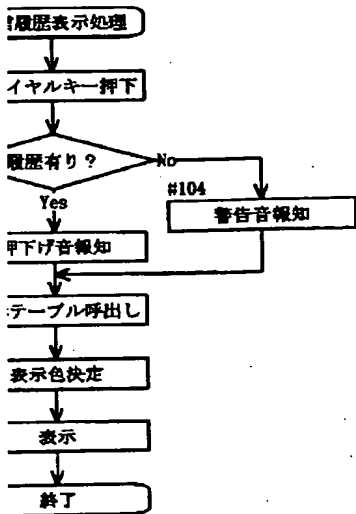 信履歴表示処理
イヤルキー押下
履歴有り？
No
#104
Yes
警告音報知
押下げ音報知
テーブル呼出し
表示色決定
表示
終了